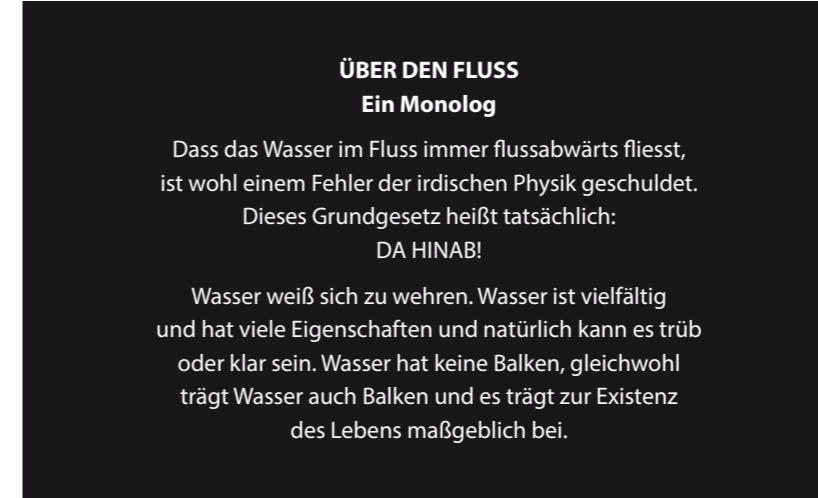 ÜBER DEN FLUSS
Ein Monolog
Dass das Wasser im Fluss immer flussabwärts fliesst,
ist wohl einem Fehler der irdischen Physik geschuldet.
Dieses Grundgesetz heißt tatsächlich:
DA HINAB!
Wasser weiß sich zu wehren. Wasser ist vielfältig
und hat viele Eigenschaften und natürlich kann es trüb
oder klar sein. Wasser hat keine Balken, gleichwohl
trägt Wasser auch Balken und es trägt zur Existenz
des Lebens maßgeblich bei.